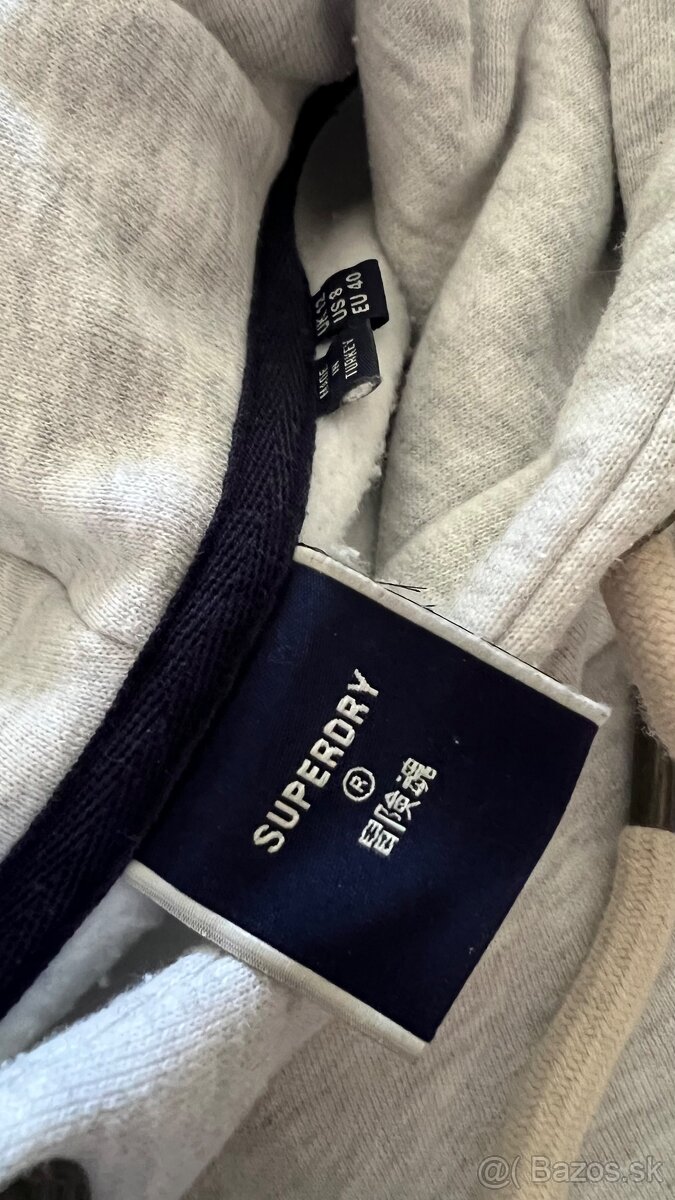 UK 12
US 8
EU 40
MADE
IN
TURKEY
SUPERDRY
®
冒険魂
@( Bazos.sk